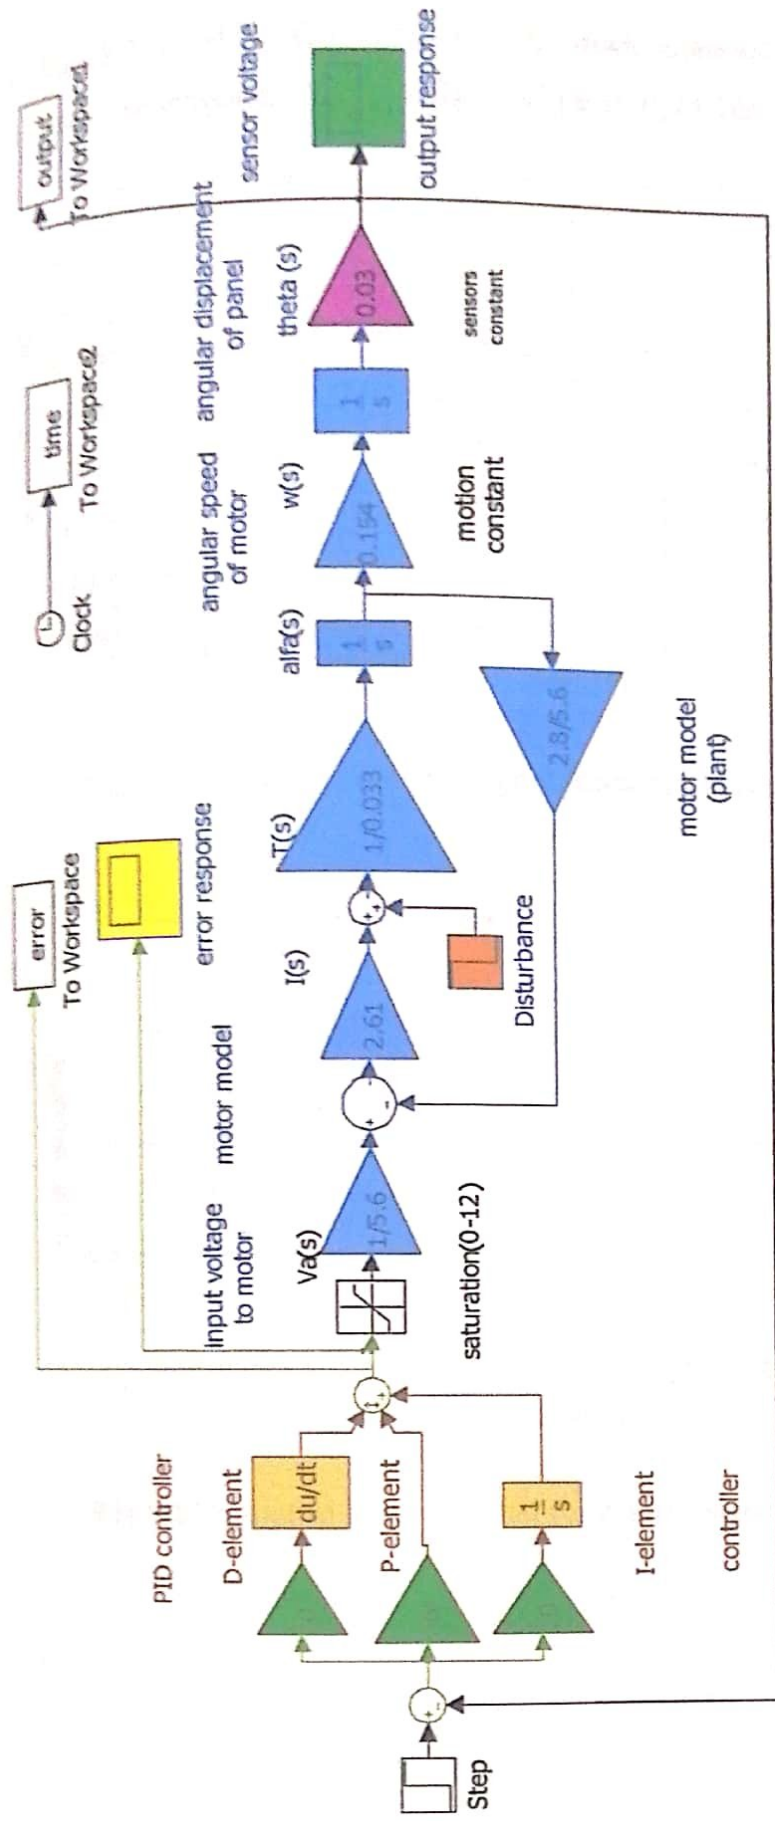 Step
PID controller
D-element
du/dt
P-element
1
s
I-element
controller
input voltage
to motor
Va(s)
1/5.6
saturation(0-12)
motor model
error
To Workspace
error response
+
-
2.61
I(s)
Disturbance
T(s)
1/0.033
alfa(s)
1
s
2.8/5.6
motor model
(plant)
Clock
time
To Workspace2
angular speed
of motor
w(s)
0.154
motion
constant
angular displacement
of panel
1
s
theta (s)
0.03
sensors
constant
output
To Workspace1
sensor voltage
output response